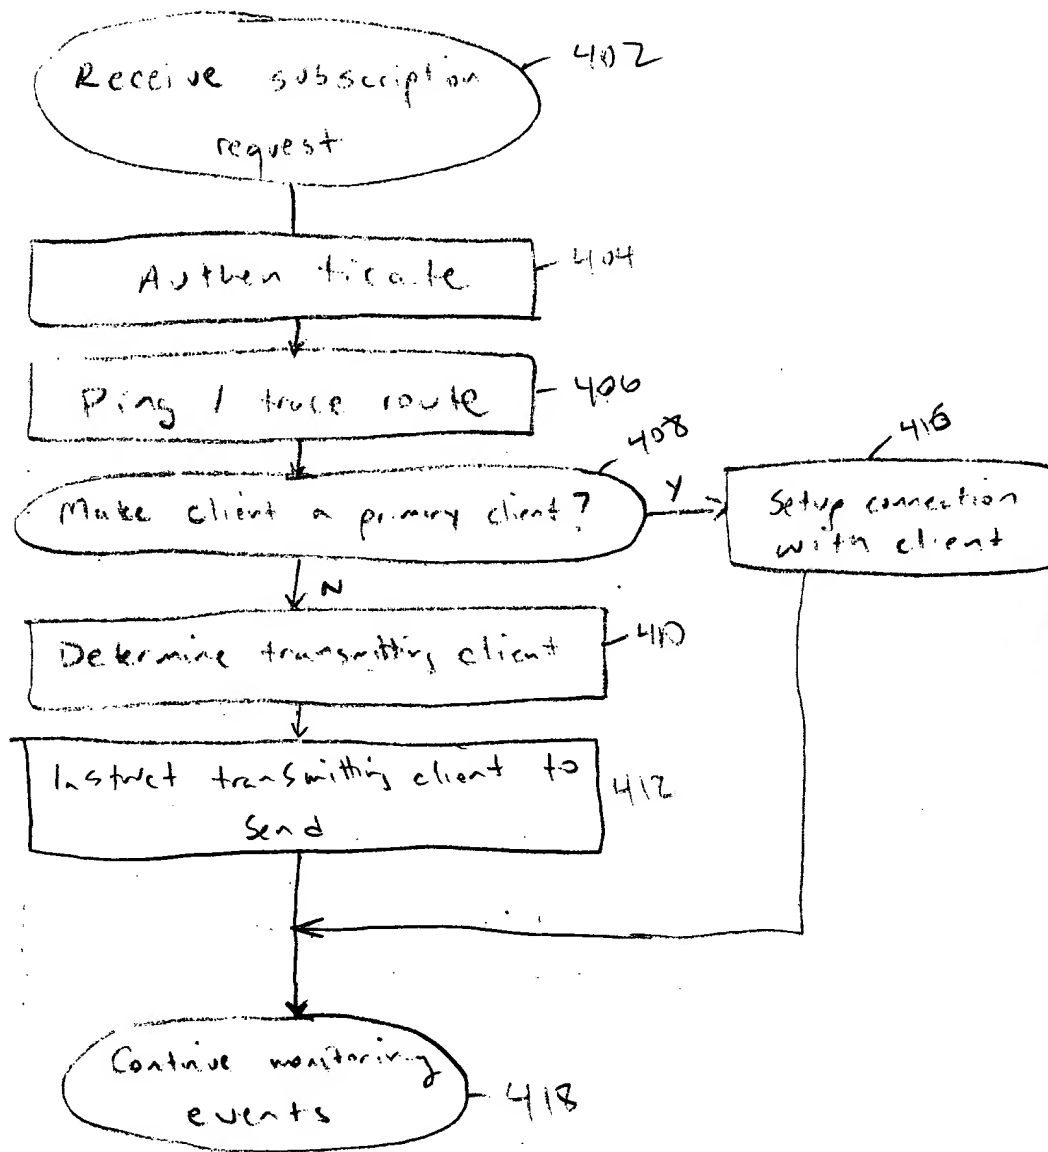 Receive subscription
request
402
Authenticate
404
Ping / trace route
406
Make client a primary client?
408
Y
416
Setup connection
with client
N
Determine transmitting client
410
Instruct transmitting client to
Send
412
Continue monitoring
events
418